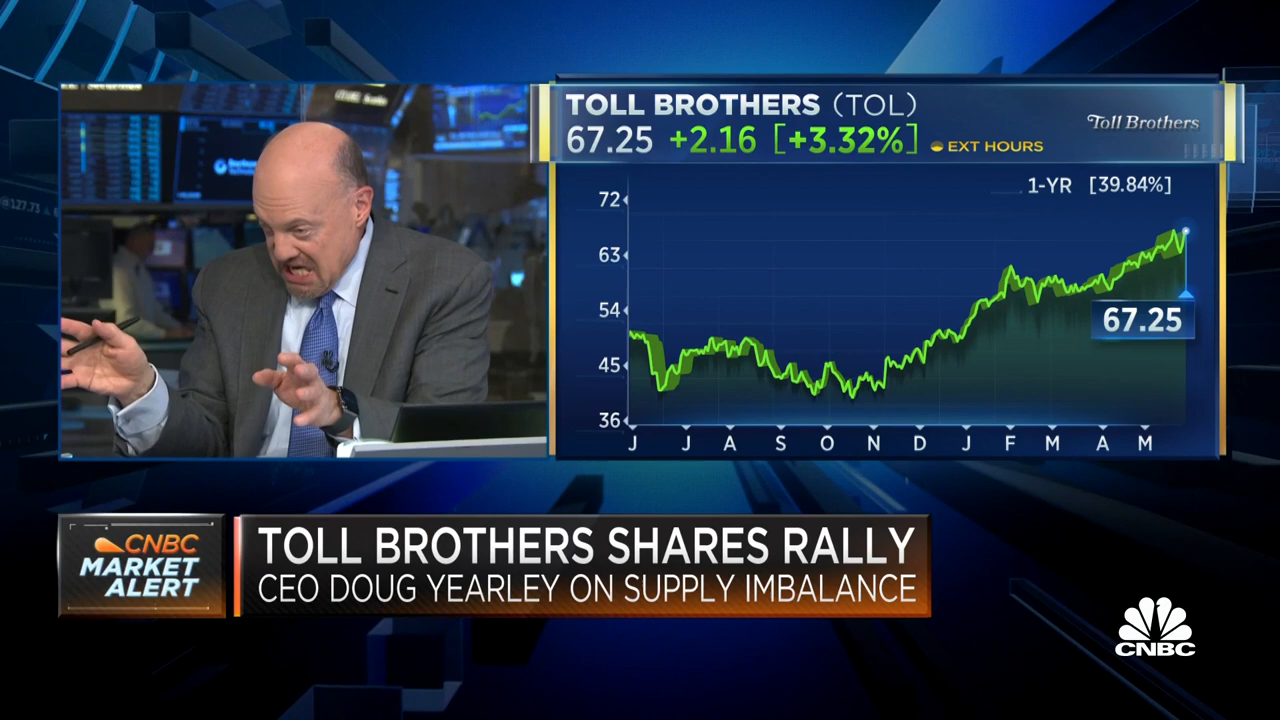 TOLL BROTHERS (TOL)
67.25 +2.16 [+3.32%] EXT HOURS
Toll Brothers
1-YR [39.84%]
72
63
54
45
36
67.25
J J A S O N D J F M A M
CNBC
MARKET
ALERT
TOLL BROTHERS SHARES RALLY
CEO DOUG YEARLEY ON SUPPLY IMBALANCE
CNBC